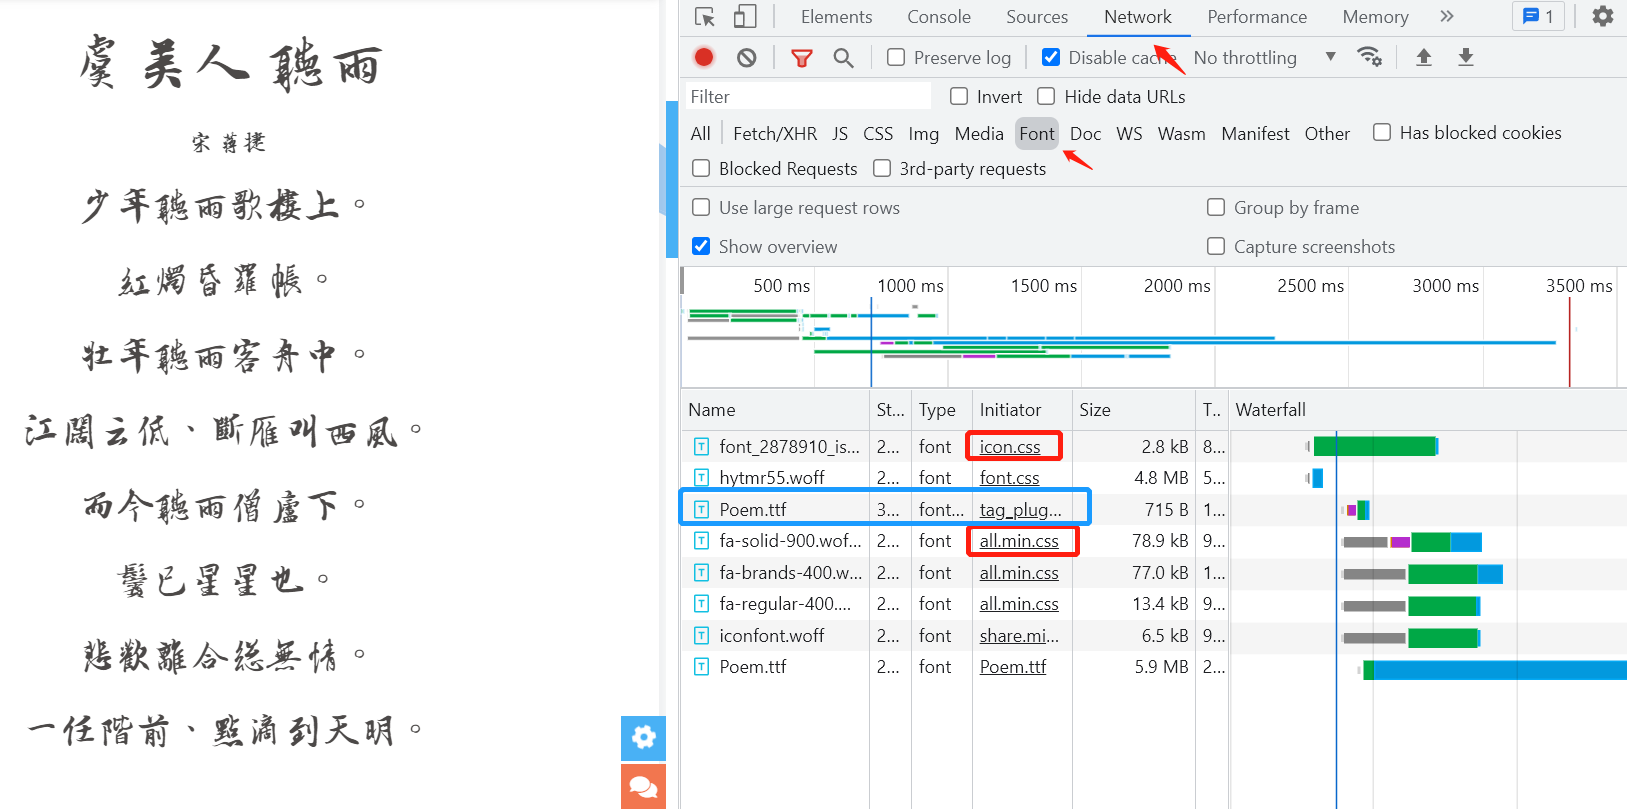 虞美人聽雨
宋 蒋捷
少年聽雨歌樓上。
紅燭昏羅帳。
壯年聽雨客舟中。
江闊云低、斷雁叫西風。
而今聽雨僧廬下。
鬢已星星也。
悲歡離合総無情。
一任階前、點滴到天明。
Elements Console Sources Network Performance Memory 1
Preserve log Disable cache No throttling
Filter Invert Hide data URLs
All Fetch/XHR JS CSS Img Media Font Doc WS Wasm Manifest Other Has blocked cookies
Blocked Requests 3rd-party requests
Use large request rows Group by frame
Show overview Capture screenshots
500 ms 1000 ms 1500 ms 2000 ms 2500 ms 3000 ms 3500 ms
Name St... Type Initiator Size T.. Waterfall
font_2878910_is... 2... font icon.css 2.8 kB 8...
hytmr55.woff 2... font font.css 4.8 MB 5...
Poem.ttf 3... font... tag_plug... 715 B 1...
fa-solid-900.wof... 2... font all.min.css 78.9 kB 9...
fa-brands-400.w... 2... font all.min.css 77.0 kB 1...
fa-regular-400.... 2... font all.min.css 13.4 kB 9...
iconfont.woff 2... font share.mi... 6.5 kB 9...
Poem.ttf 2... font Poem.ttf 5.9 MB 2...